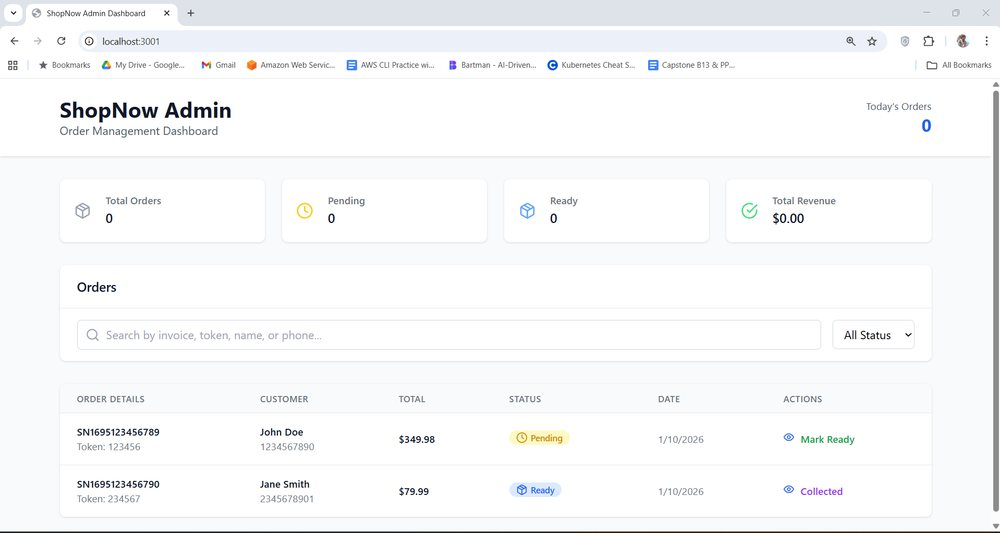 ShopNow Admin Dashboard
localhost:3001
Bookmarks My Drive - Google... Gmail Amazon Web Servic... AWS CLI Practice wi... Bartman - AI-Driven... Kubernetes Cheat S... Capstone B13 & PP... All Bookmarks
ShopNow Admin
Order Management Dashboard
Today's Orders
0
Total Orders
0
Pending
0
Ready
0
Total Revenue
$0.00
Orders
Search by invoice, token, name, or phone...
All Status
ORDER DETAILS CUSTOMER TOTAL STATUS DATE ACTIONS
SN1695123456789 John Doe
$349.98 Pending 1/10/2026 Mark Ready
Token: 123456 1234567890
SN1695123456790 Jane Smith
$79.99 Ready 1/10/2026 Collected
Token: 234567 2345678901